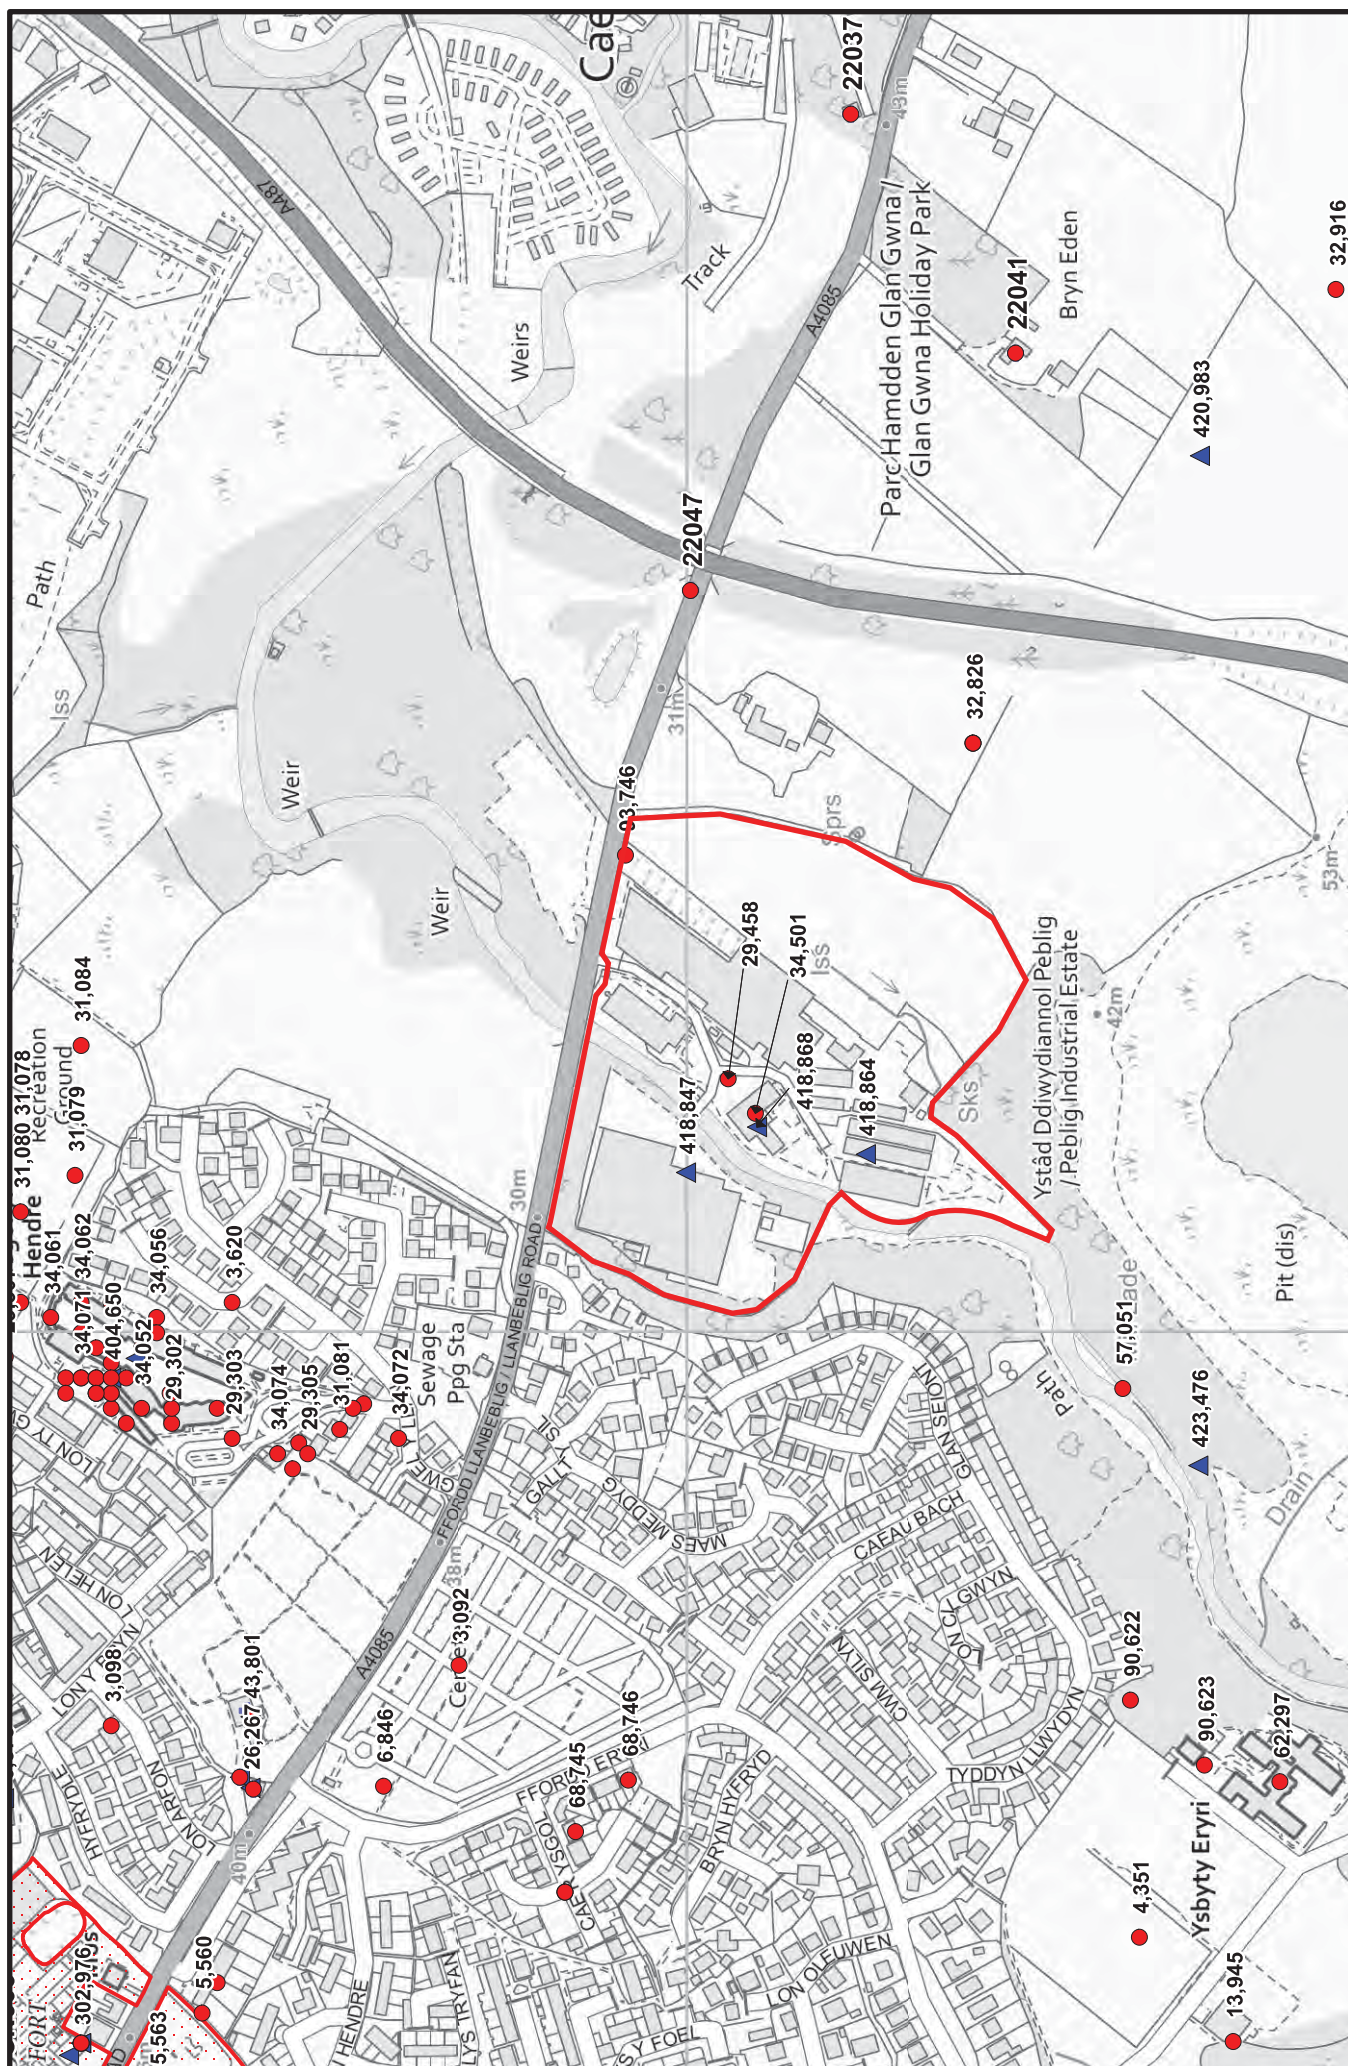 Cae
22037
43m
A487
Track
Parc Hamdden Glan Gwna /
Glan Gwna Holiday Park
A4085
22041
Bryn Eden
32,916
420,983
Weirs
22047
Path
Iss
31m
32,826
Weir
Weir
93,746
Sprs
53m
29,458
34,501
Iss
418,868
418,864
418,847
Sks
42m
Ystâd Ddiwydiannol Peblig
/ Peblig Industrial Estate
Pit (dis)
31,084
31,078
31,080
Recreation
Ground
31,079
Hendre
34,061
34,062
34,071
404,650
34,052
34,056
3,620
29,302
29,303
34,074
29,305
31,081
34,072
Sewage
Ppg Sta
30m
FFORDD LLANBEBLIG / LLANBEBLIG ROAD
38m
A4085
GALLT Y SIL
MAES MEDDYG
GLAN SEIONT
CAEAU BACH
LON CAE GWYN
CWM SILYN
TYDDYN LLWYDYN
Path
Lade
57,051
423,476
Drain
LON HELEN
LON Y BRYN
3,098
HYFRYDLE
LON ARFON
26,267
43,801
3,092
6,846
68,746
68,745
BRYN HYFRYD
90,622
90,623
62,297
Ysbyty Eryri
4,351
13,945
LON OLEUWEN
40m
5,560
5,563
302,976
FORT